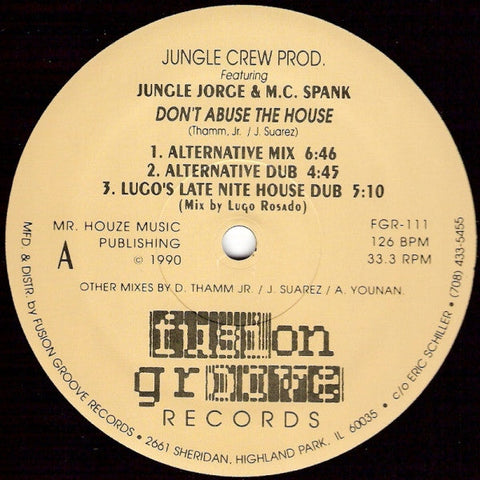 JUNGLE CREW PROD.
Featuring
JUNGLE JORGE & M.C. SPANK
DON'T ABUSE THE HOUSE
(Thamm, Jr. / J. Suarez)
1. ALTERNATIVE MIX 6:46
2. ALTERNATIVE DUB 4:45
3. LUGO'S LATE NITE HOUSE DUB 5:10
(Mix by Lugo Rosado)
MR. HOUZE MUSIC
PUBLISHING
© 1990
A
FGR-111
126 BPM
33.3 RPM
OTHER MIXES BY D. THAMM JR. / J. SUAREZ / A. YOUNAN.
fusion
groove
RECORDS
MFD. & DISTR. by FUSION GROOVE RECORDS • 2661 SHERIDAN, HIGHLAND PARK, IL 60035 • c/o ERIC SCHILLER • (708) 433-5455